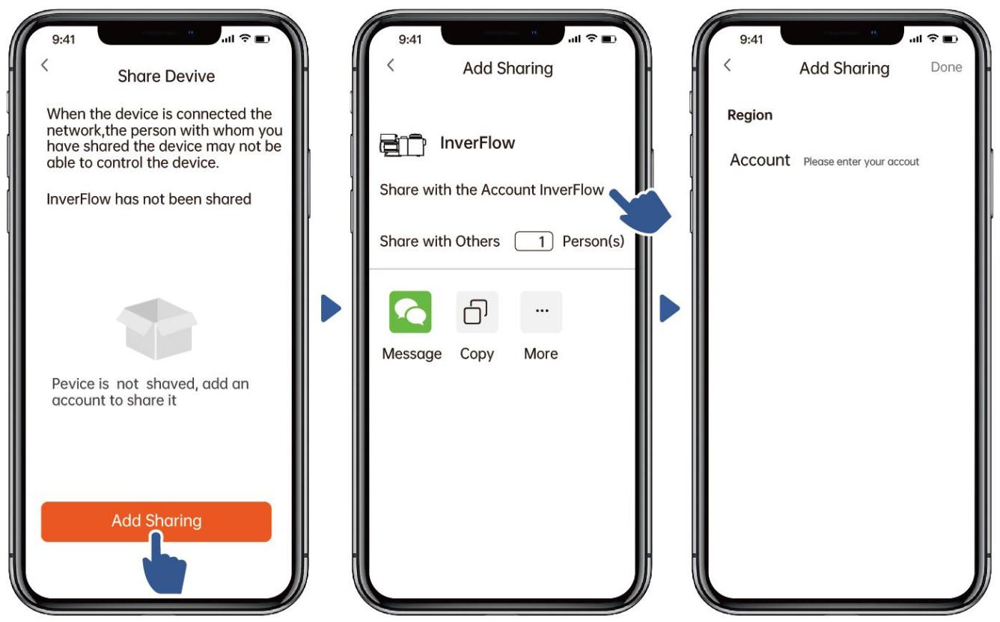 9:41
Share Devive
When the device is connected the
network,the person with whom you
have shared the device may not be
able to control the device.
InverFlow has not been shared
Pevice is not shaved, add an
account to share it
Add Sharing
9:41
Add Sharing
InverFlow
Share with the Account InverFlow
Share with Others 1 Person(s)
Message Copy More
9:41
Add Sharing Done
Region
Account Please enter your accout